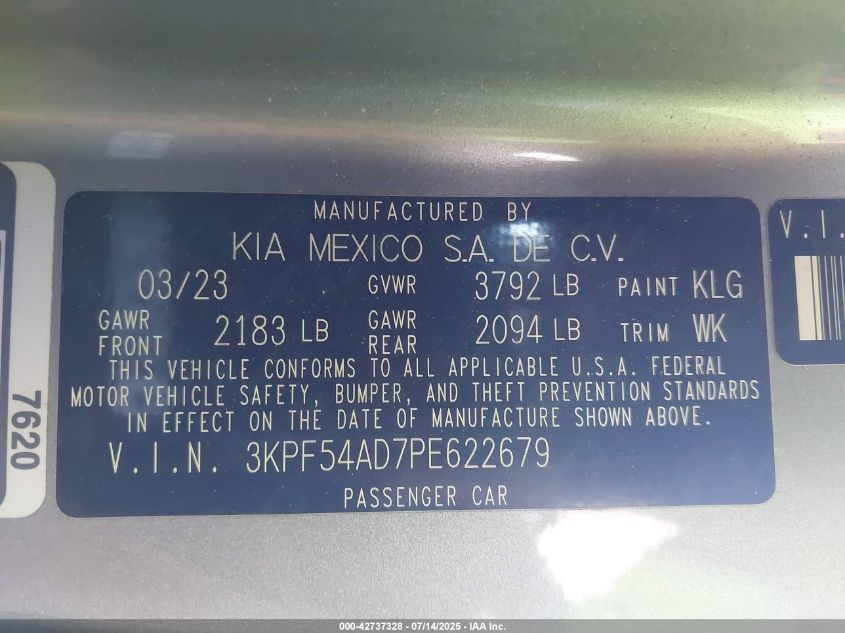 MANUFACTURED BY
KIA MEXICO S.A. DE C.V.
03/23 GVWR 3792 LB PAINT KLG
GAWR FRONT 2183 LB GAWR REAR 2094 LB TRIM WK
THIS VEHICLE CONFORMS TO ALL APPLICABLE U.S.A. FEDERAL
MOTOR VEHICLE SAFETY, BUMPER, AND THEFT PREVENTION STANDARDS
IN EFFECT ON THE DATE OF MANUFACTURE SHOWN ABOVE.
V.I.N. 3KPF54AD7PE622679
PASSENGER CAR
7620
V.I.
000-42737328 - 07/14/2025 - IAA Inc.